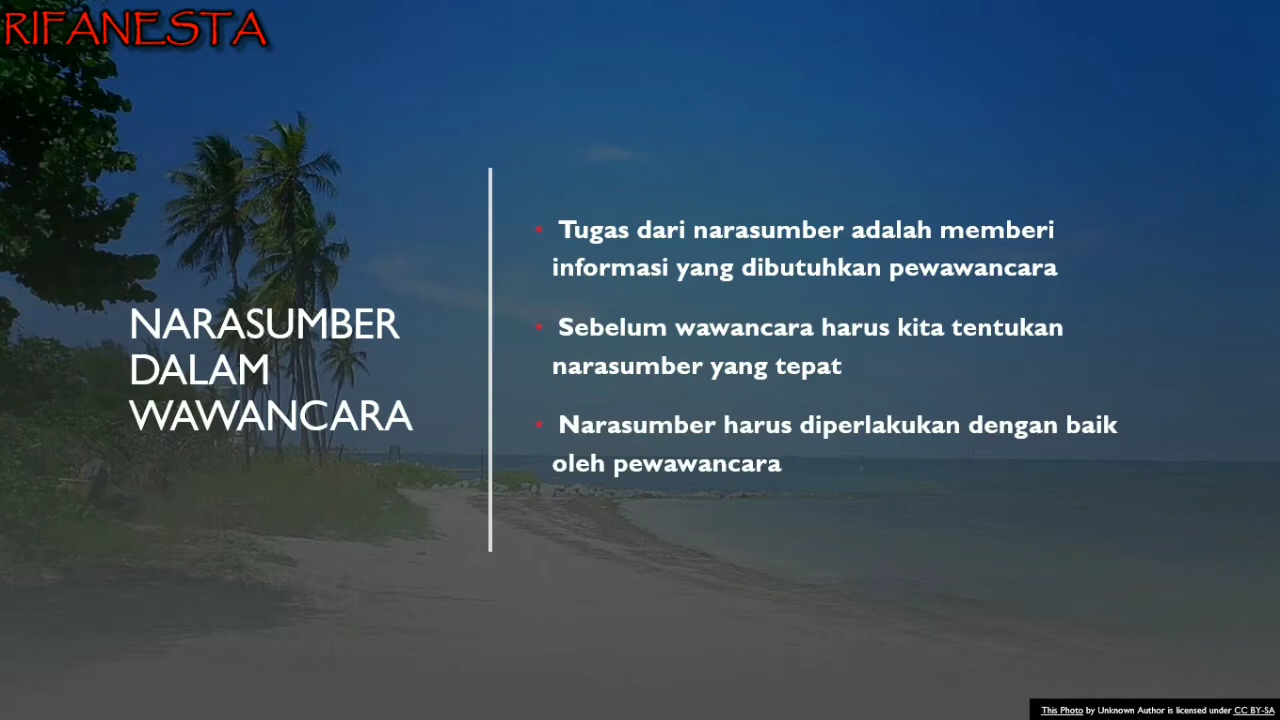 RIFANESTA
NARASUMBER
DALAM
WAWANCARA
• Tugas dari narasumber adalah memberi
informasi yang dibutuhkan pewawancara
• Sebelum wawancara harus kita tentukan
narasumber yang tepat
• Narasumber harus diperlakukan dengan baik
oleh pewawancara
This Photo by Unknown Author is licensed under CC BY-SA